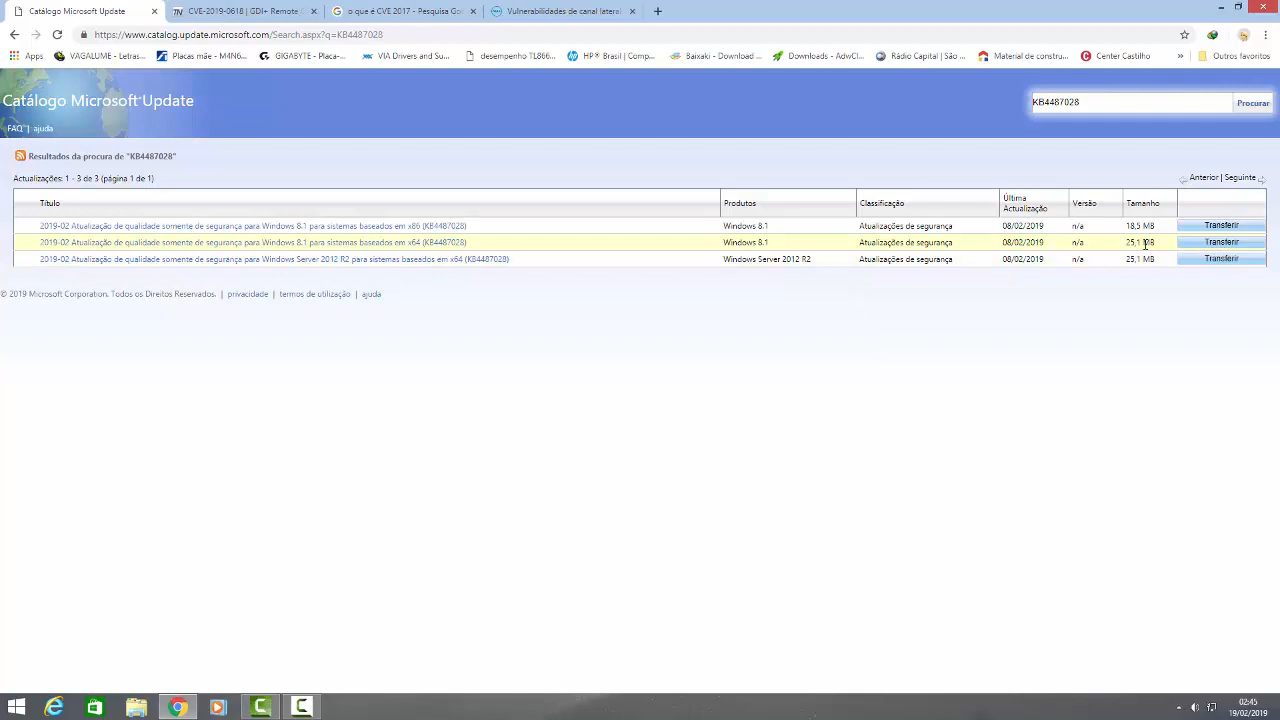 Catálogo Microsoft Update
CVE-2019-0618 | GDI+ Remote C
o que é CVE 2017 - Pesquisa Go
Vulnerabilidades de canal lateral
https://www.catalog.update.microsoft.com/Search.aspx?q=KB4487028
Apps
VAGALUME - Letras...
Placas mãe - M4N6...
GIGABYTE - Placa-...
VIA Drivers and Su...
desempenho TL866...
HP® Brasil | Comp...
Baixaki - Download ...
Downloads - AdwCl...
Rádio Capital | São ...
Material de constru...
Center Castilho
»
Outros favoritos
Catálogo Microsoft® Update
KB4487028
Procurar
FAQ | ajuda
Resultados da procura de "KB4487028"
Actualizações: 1 - 3 de 3 (página 1 de 1)
Anterior | Seguinte
Título Produtos Classificação Última Actualização Versão Tamanho
2019-02 Atualização de qualidade somente de segurança para Windows 8.1 para sistemas baseados em x86 (KB4487028) Windows 8.1 Atualizações de segurança 08/02/2019 n/a 18,5 MB Transferir
2019-02 Atualização de qualidade somente de segurança para Windows 8.1 para sistemas baseados em x64 (KB4487028) Windows 8.1 Atualizações de segurança 08/02/2019 n/a 25,1 MB Transferir
2019-02 Atualização de qualidade somente de segurança para Windows Server 2012 R2 para sistemas baseados em x64 (KB4487028) Windows Server 2012 R2 Atualizações de segurança 08/02/2019 n/a 25,1 MB Transferir
© 2019 Microsoft Corporation. Todos os Direitos Reservados. | privacidade | termos de utilização | ajuda
02:45
19/02/2019